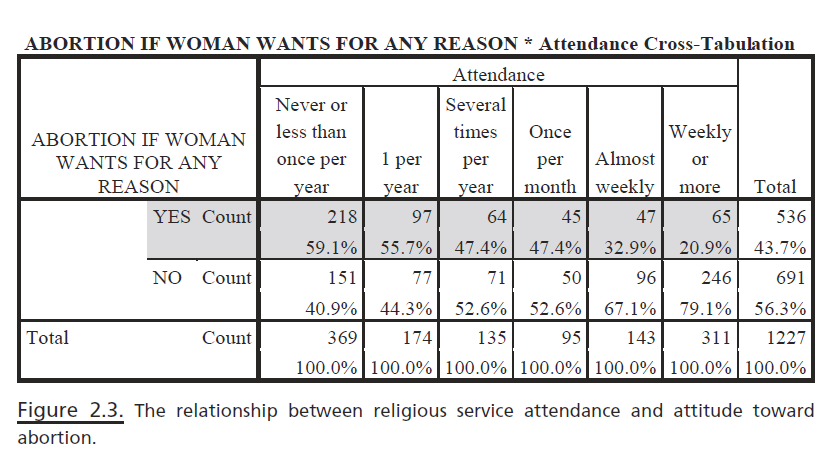 ABORTION IF WOMAN WANTS FOR ANY REASON * Attendance Cross-Tabulation
ABORTION IF WOMAN
WANTS FOR ANY
REASON
Attendance
Never or
less than
once per
year
1 per
year
Several
times
per
year
Once
per
month
Almost
weekly
Weekly
or
more
Total
YES Count 218 97 64 45 47 65 536
59.1% 55.7% 47.4% 47.4% 32.9% 20.9% 43.7%
NO Count 151 77 71 50 96 246 691
40.9% 44.3% 52.6% 52.6% 67.1% 79.1% 56.3%
Total Count 369 174 135 95 143 311 1227
100.0% 100.0% 100.0% 100.0% 100.0% 100.0% 100.0%
Figure 2.3. The relationship between religious service attendance and attitude toward
abortion.